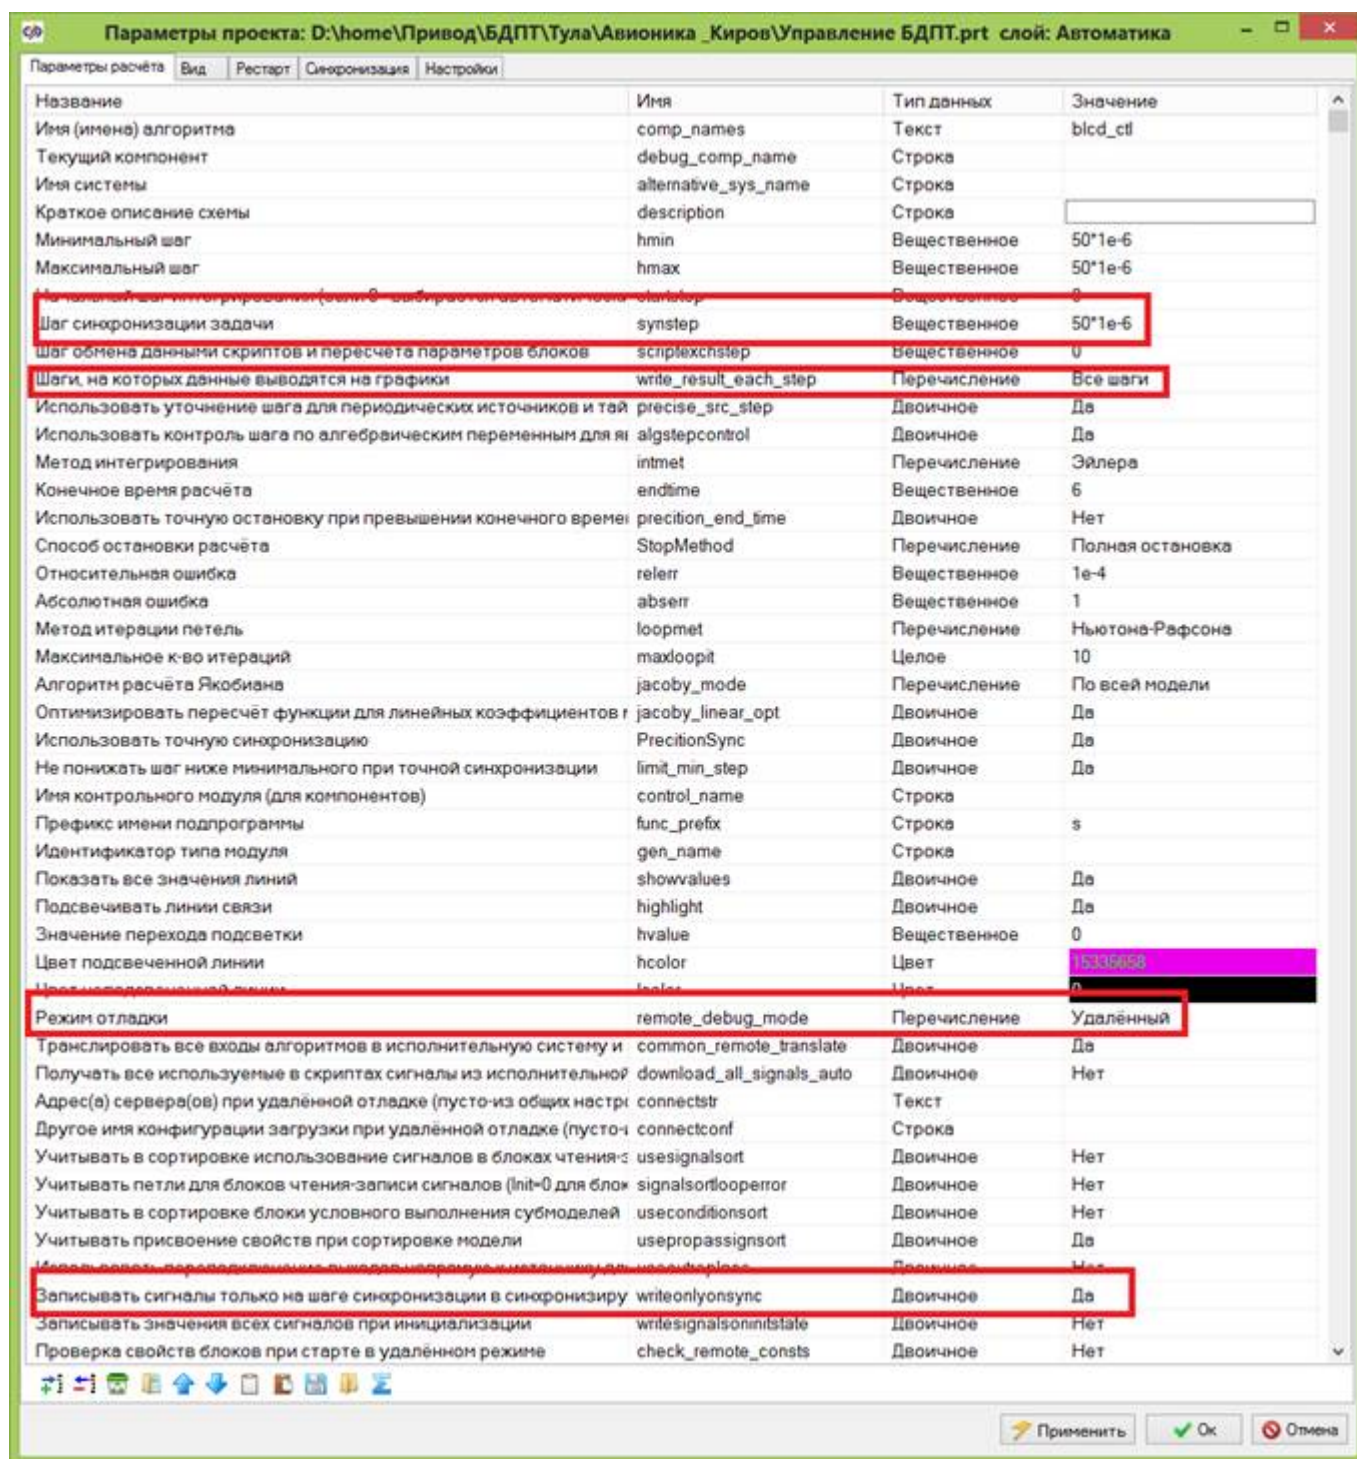 Параметры проекта: D:\home\Привод\БДПТ\Тула\Авионика _Киров\Управление БДПТ.prt слой: Автоматика
Параметры расчёта Вид Рестарт Синхронизация Настройки
Название Имя Тип данных Значение
Имя (имена) алгоритма comp_names Текст blcd_ctl
Текущий компонент debug_comp_name Строка
Имя системы alternative_sys_name Строка
Краткое описание схемы description Строка
Минимальный шаг hmin Вещественное 50*1e-6
Максимальный шаг hmax Вещественное 50*1e-6
Шаг синхронизации задачи synstep Вещественное 50*1e-6
Шаг обмена данными скриптов и пересчёта параметров блоков scriptexchstep Вещественное 0
Шаги, на которых данные выводятся на графики write_result_each_step Перечисление Все шаги
Использовать уточнение шага для периодических источников и тай precise_src_step Двоичное Да
Использовать контроль шага по алгебраическим переменным для algstepcontrol Двоичное Да
Метод интегрирования intmet Перечисление Эйлера
Конечное время расчёта endtime Вещественное 6
Использовать точную остановку при превышении конечного време precition_end_time Двоичное Нет
Способ остановки расчёта StopMethod Перечисление Полная остановка
Относительная ошибка relerr Вещественное 1e-4
Абсолютная ошибка abserr Вещественное 1
Метод итерации петель loopmet Перечисление Ньютона-Рафсона
Максимальное к-во итераций maxloopit Целое 10
Алгоритм расчёта Якобиана jacoby_mode Перечисление По всей модели
Оптимизировать пересчёт функции для линейных коэффициентов jacoby_linear_opt Двоичное Да
Использовать точную синхронизацию PrecitionSync Двоичное Да
Не понижать шаг ниже минимального при точной синхронизации limit_min_step Двоичное Да
Имя контрольного модуля (для компонентов) control_name Строка
Префикс имени подпрограммы func_prefix Строка s
Идентификатор типа модуля gen_name Строка
Показать все значения линий showvalues Двоичное Да
Подсвечивать линии связи highlight Двоичное Да
Значение перехода подсветки hvalue Вещественное 0
Цвет подсвеченной линии hcolor Цвет 15335658
Режим отладки remote_debug_mode Перечисление Удалённый
Транслировать все входы алгоритмов в исполнительную систему и common_remote_translate Двоичное Да
Получать все используемые в скриптах сигналы из исполнительной download_all_signals_auto Двоичное Нет
Адрес(а) сервера(ов) при удалённой отладке (пусто-из общих настр connectstr Текст
Другое имя конфигурации загрузки при удалённой отладке (пусто- connectconf Строка
Учитывать в сортировке использование сигналов в блоках чтения- usesignalsort Двоичное Нет
Учитывать петли для блоков чтения-записи сигналов (Init=0 для блок signalsortlooperror Двоичное Нет
Учитывать в сортировке блоки условного выполнения субмоделей useconditionsort Двоичное Нет
Учитывать присвоение свойств при сортировке модели usepropassignsort Двоичное Да
Записывать сигналы только на шаге синхронизации в синхронизиру writeonlyonsync Двоичное Да
Записывать значения всех сигналов при инициализации writesignalsoninitstate Двоичное Нет
Проверка свойств блоков при старте в удалённом режиме check_remote_consts Двоичное Нет
Применить Ок Отмена